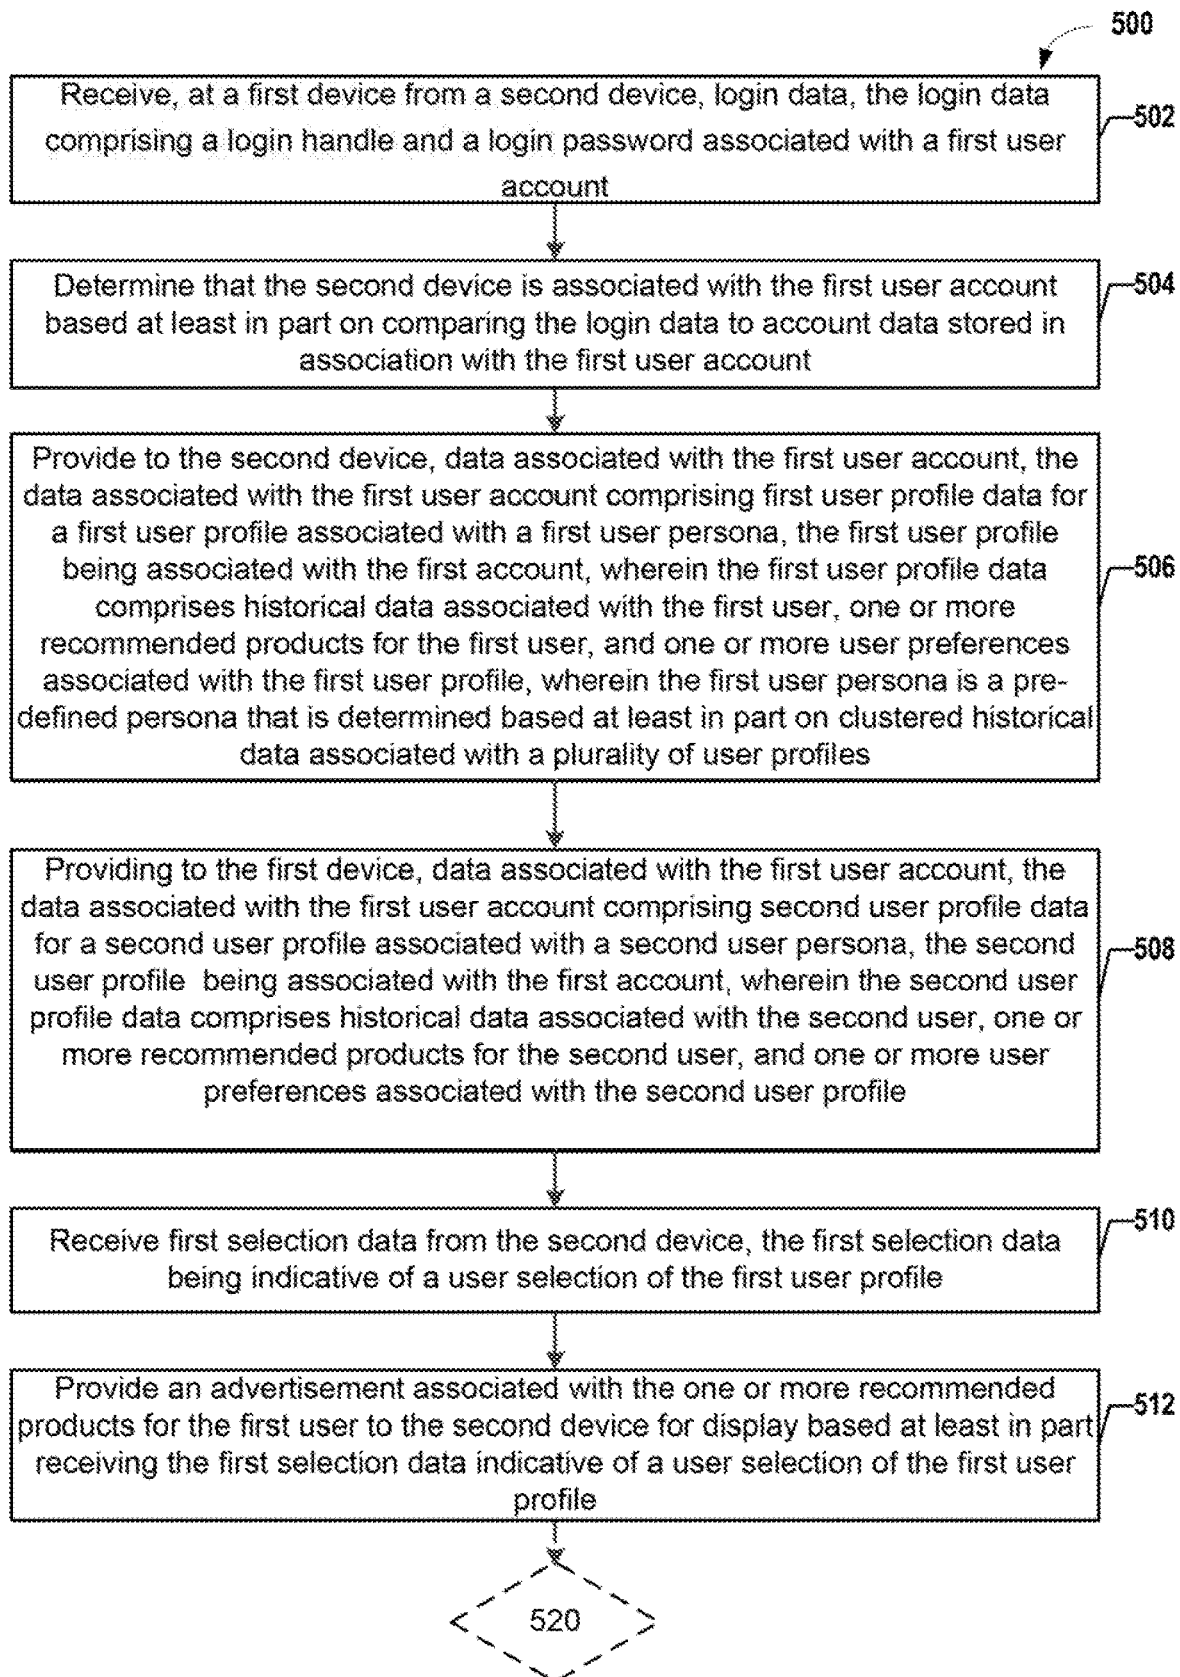 500
Receive, at a first device from a second device, login data, the login data
comprising a login handle and a login password associated with a first user
account
502
Determine that the second device is associated with the first user account
based at least in part on comparing the login data to account data stored in
association with the first user account
504
Provide to the second device, data associated with the first user account, the
data associated with the first user account comprising first user profile data for
a first user profile associated with a first user persona, the first user profile
being associated with the first account, wherein the first user profile data
comprises historical data associated with the first user, one or more
recommended products for the first user, and one or more user preferences
associated with the first user profile, wherein the first user persona is a pre-
defined persona that is determined based at least in part on clustered historical
data associated with a plurality of user profiles
506
Providing to the first device, data associated with the first user account, the
data associated with the first user account comprising second user profile data
for a second user profile associated with a second user persona, the second
user profile being associated with the first account, wherein the second user
profile data comprises historical data associated with the second user, one or
more recommended products for the second user, and one or more user
preferences associated with the second user profile
508
Receive first selection data from the second device, the first selection data
being indicative of a user selection of the first user profile
510
Provide an advertisement associated with the one or more recommended
products for the first user to the second device for display based at least in part
receiving the first selection data indicative of a user selection of the first user
profile
512
520